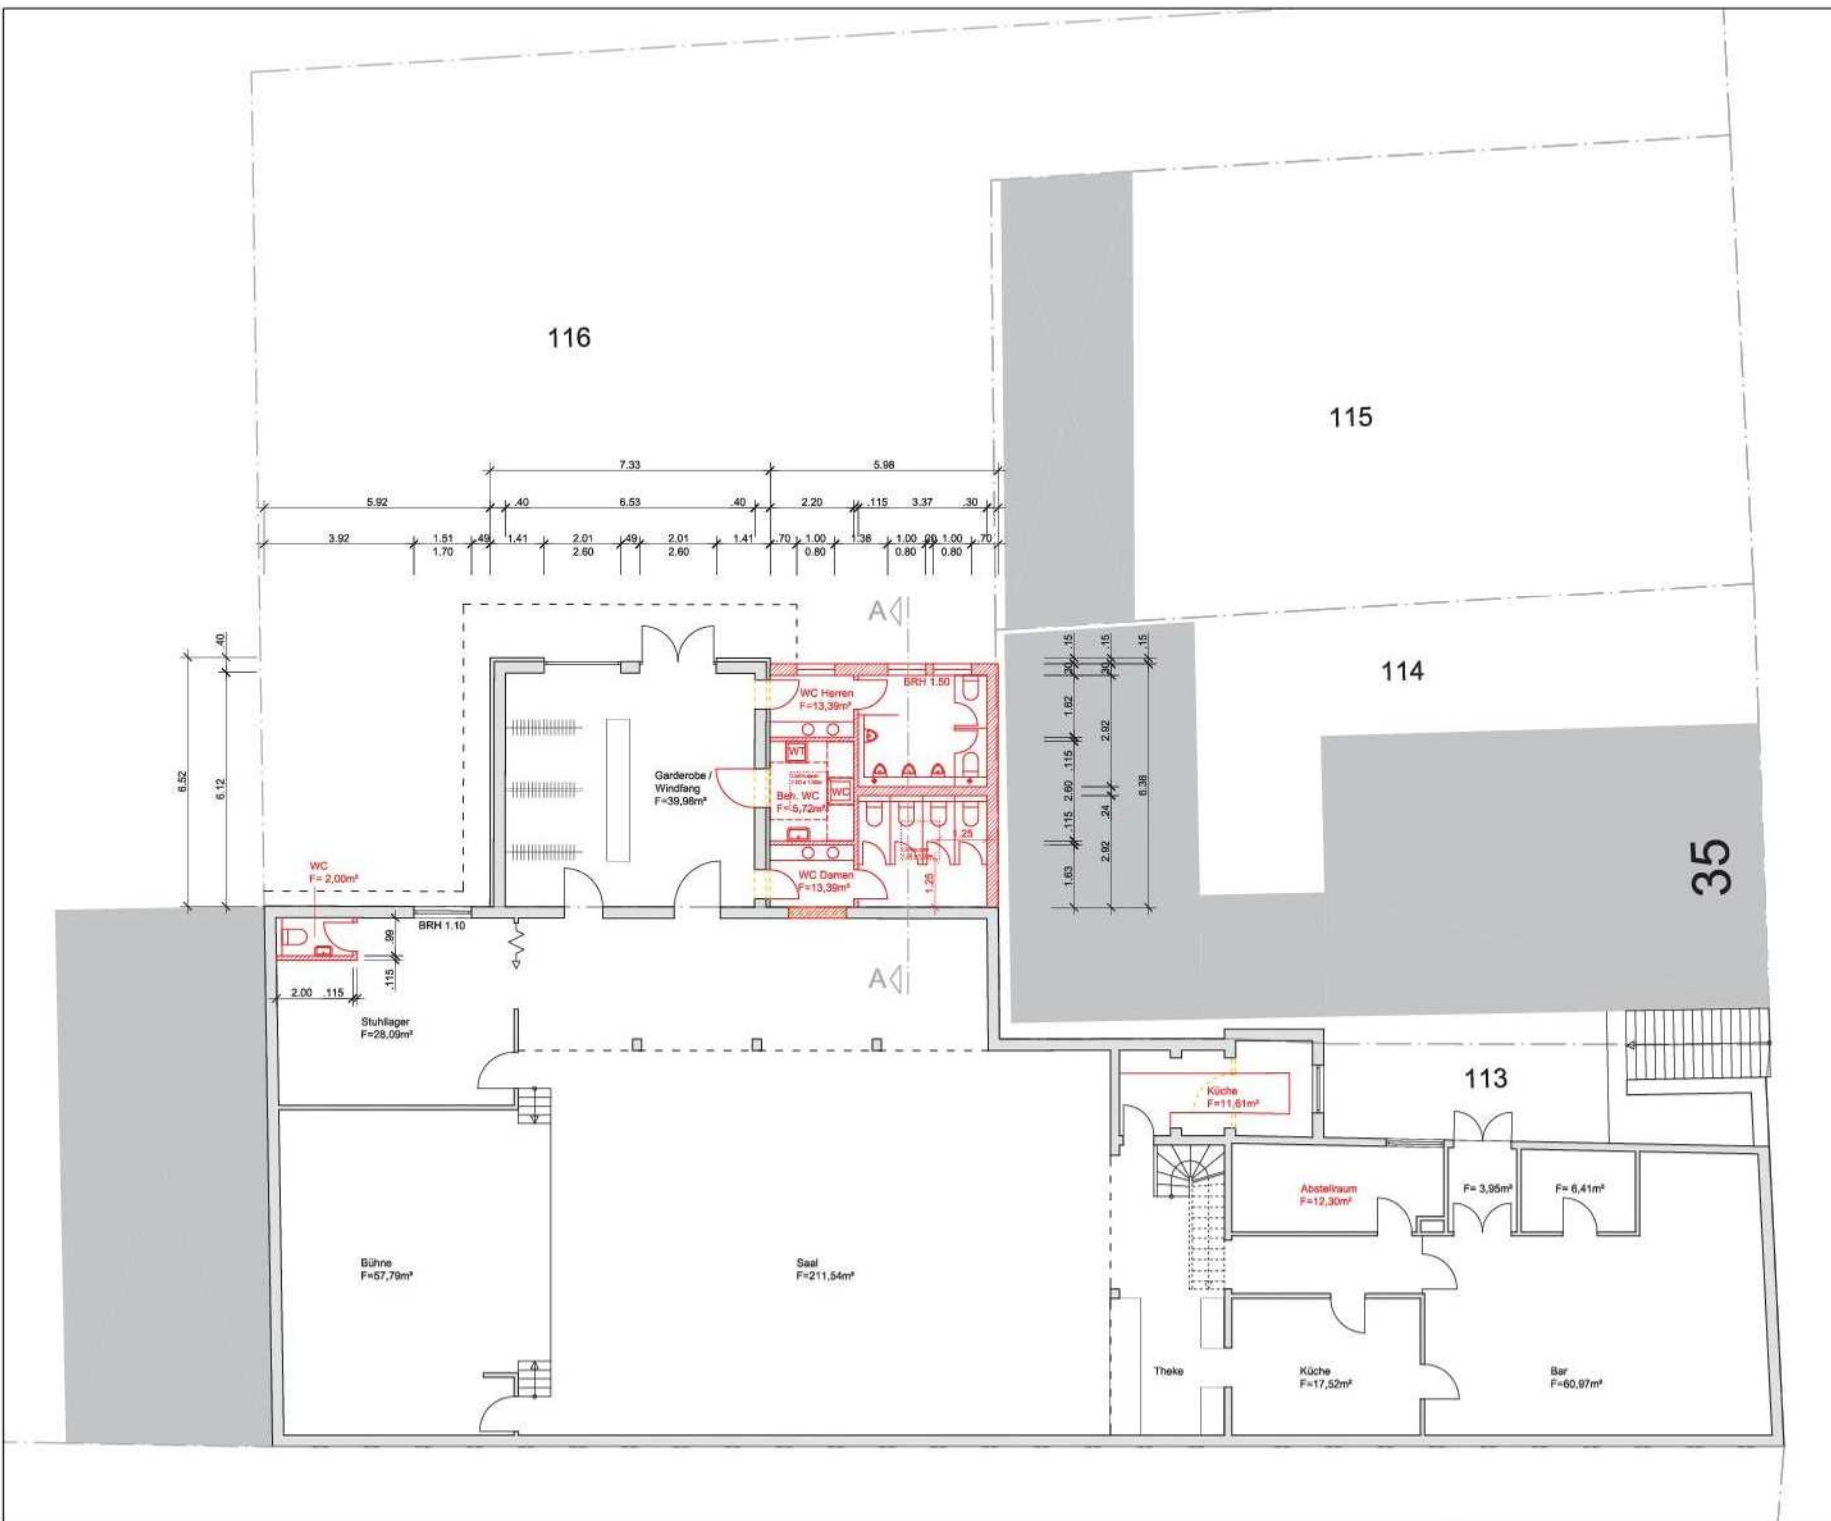 116
115
7.33
5.98
5.92
.40
6.53
.40
2.20
.115
3.37
.30
3.92
1.51
.49
1.41
2.01
.49
2.01
1.41
.70
1.00
1.38
1.00
1.00
.70
1.70
2.60
2.60
0.80
0.80
0.80
A
.40
6.52
6.12
.15
.15
.15
.30
.30
1.62
2.92
.115
2.60
6.38
.115
.24
1.63
2.92
114
35
BRH 1.50
WC Herren
F=13,39m²
WT
Garderobe /
Windfang
F=39,98m²
Beh. WC
F= 5,72m²
WC
1.25
1.25
WC Damen
F=13,39m²
WC
F= 2,00m²
BRH 1.10
.99
.115
2.00
.115
A
Stuhllager
F=28,09m²
113
Küche
F=11,61m²
Abstellraum
F=12,30m²
F= 3,95m²
F= 6,41m²
Bühne
F=57,79m²
Saal
F=211,54m²
Theke
Küche
F=17,52m²
Bar
F=60,97m²